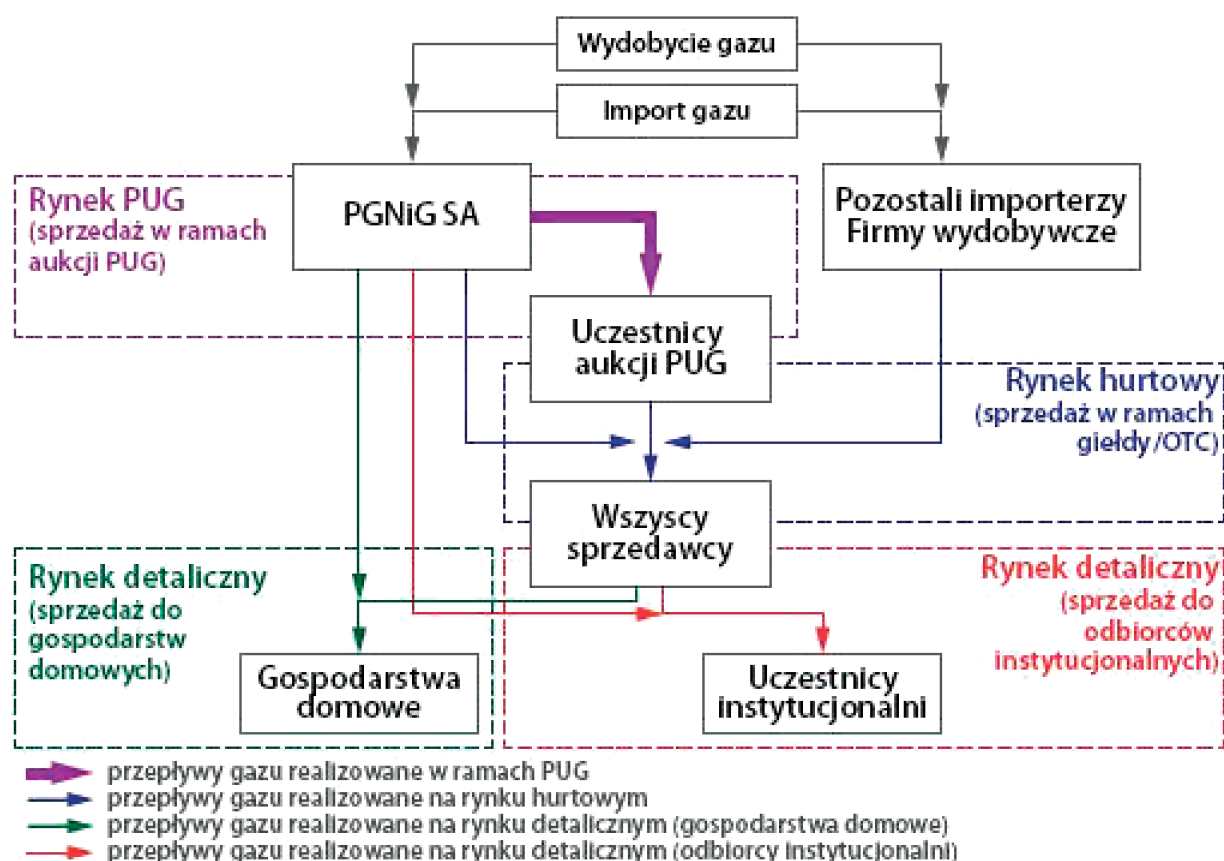 Wydobycie gazu
Import gazu
Rynek PUG
(sprzedaż w ramach
aukcji PUG)
PGNiG SA
Pozostali importerzy
Firmy wydobywcze
Uczestnicy
aukcji PUG
Rynek hurtowy
(sprzedaż w ramach
giełdy/OTC)
Wszyscy
sprzedawcy
Rynek detaliczny
(sprzedaż do
gospodarstw
domowych)
Rynek detaliczny
(sprzedaż do
odbiorców
instytucjonalnych)
Gospodarstwa
domowe
Uczestnicy
instytucjonalni
przepływy gazu realizowane w ramach PUG
przepływy gazu realizowane na rynku hurtowym
przepływy gazu realizowane na rynku detalicznym (gospodarstwa domowe)
przepływy gazu realizowane na rynku detalicznym (odbiorcy instytucjonalni)